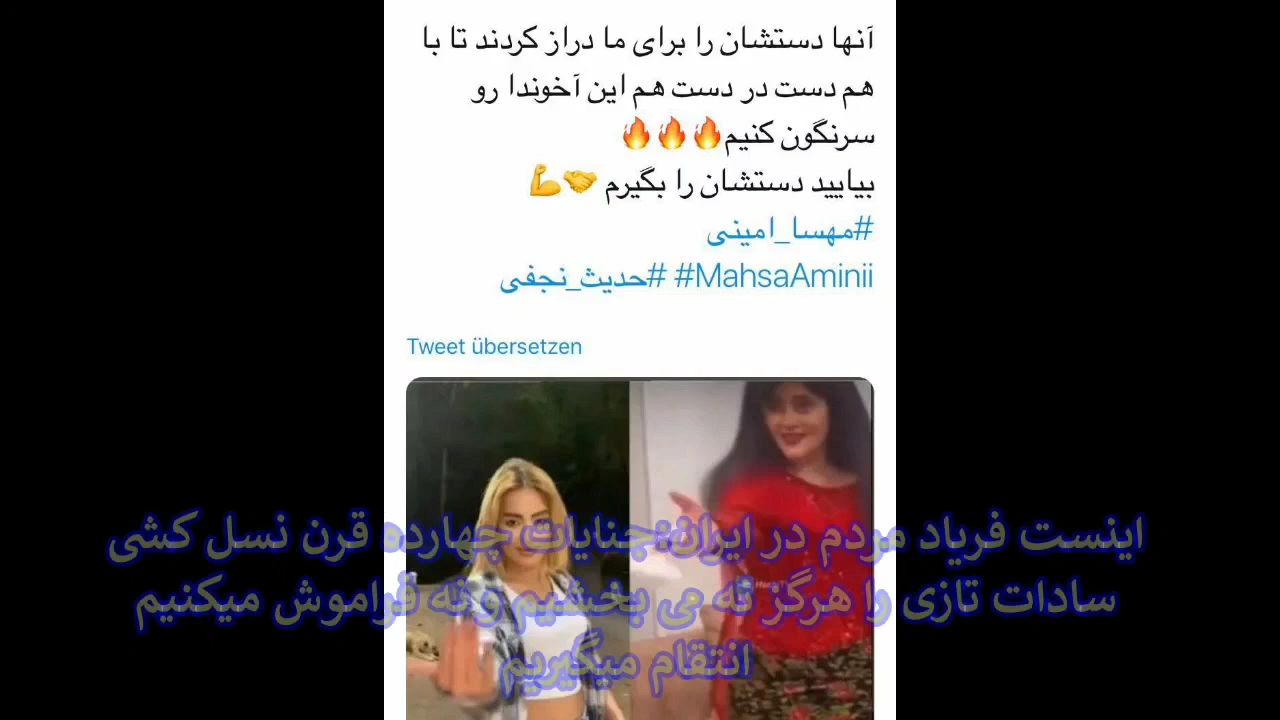 آنها دستشان را برای ما دراز کردند تا با
هم دست در دست هم این آخوندا رو
سرنگون کنیم🔥🔥🔥
بیایید دستشان را بگیرم 🤝💪
#مهسا_امینی
#MahsaAminii #حدیث_نجفی
Tweet übersetzen
اینست فریاد مردم در ایران:جنایات چهارده قرن نسل کشی
سادات تازی را هرگز نه می بخشیم و نه فراموش میکنیم
انتقام میگیریم